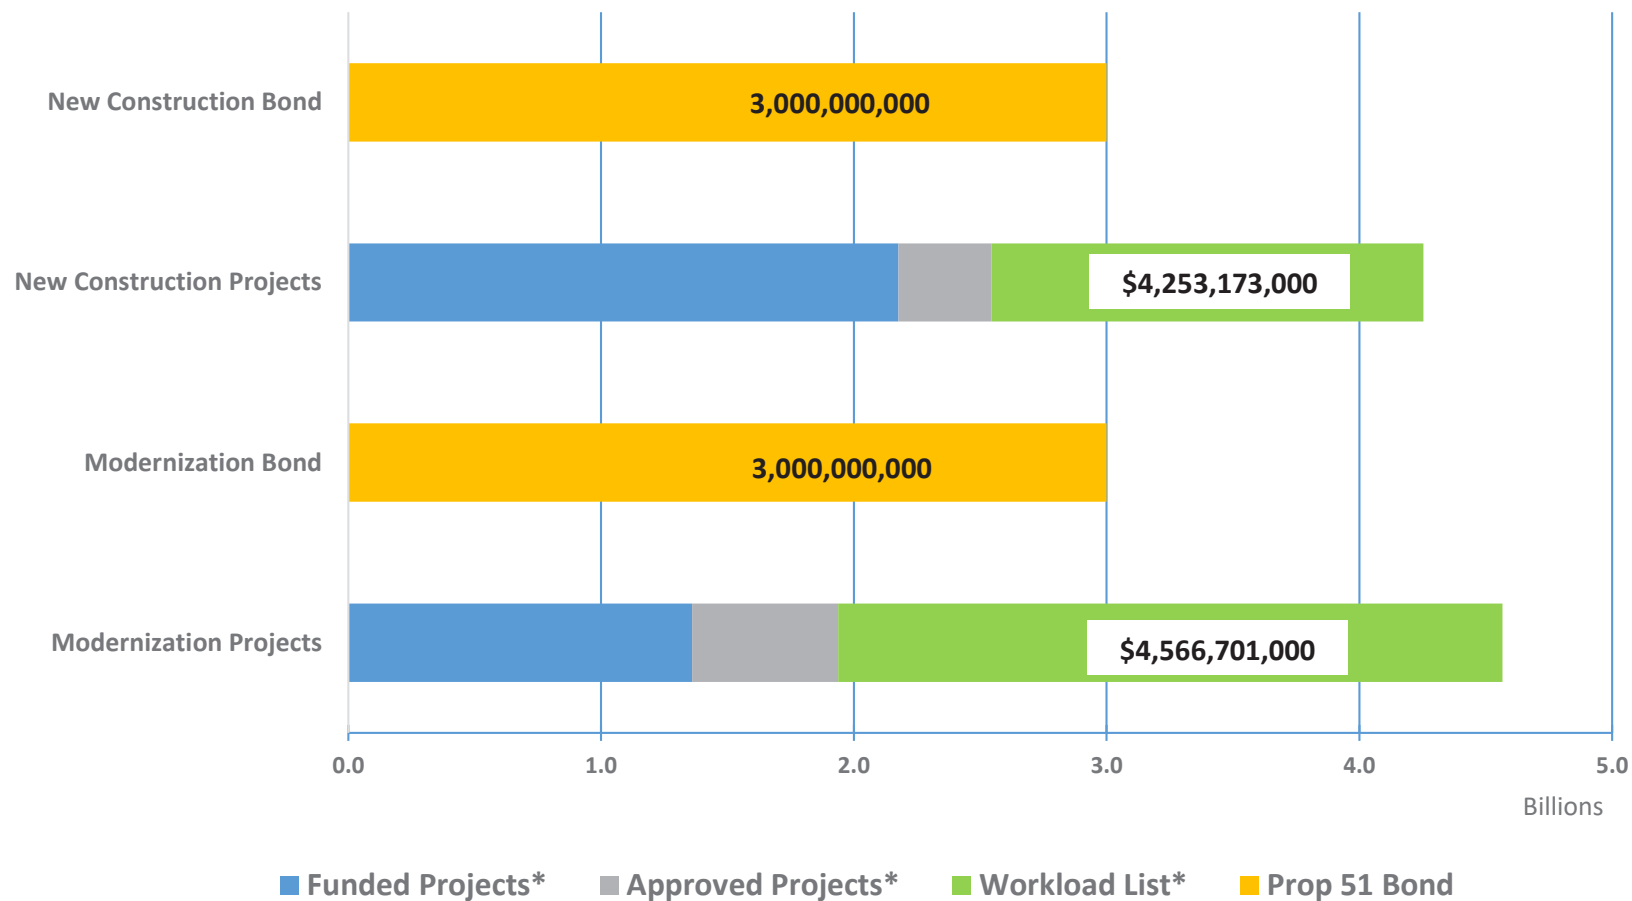 New Construction Bond
3,000,000,000
New Construction Projects
$4,253,173,000
Modernization Bond
3,000,000,000
Modernization Projects
$4,566,701,000
0.0 1.0 2.0 3.0 4.0 5.0
Billions
Funded Projects* Approved Projects* Workload List* Prop 51 Bond